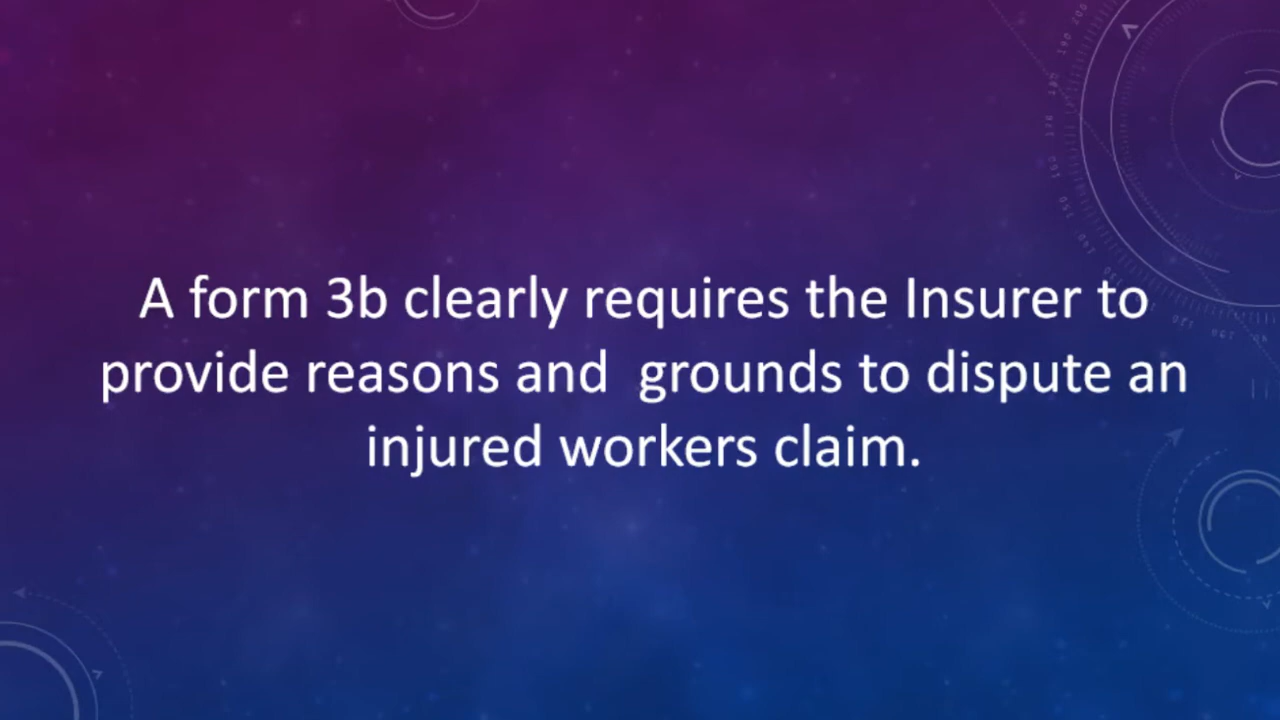 A form 3b clearly requires the Insurer to
provide reasons and  grounds to dispute an
injured workers claim.